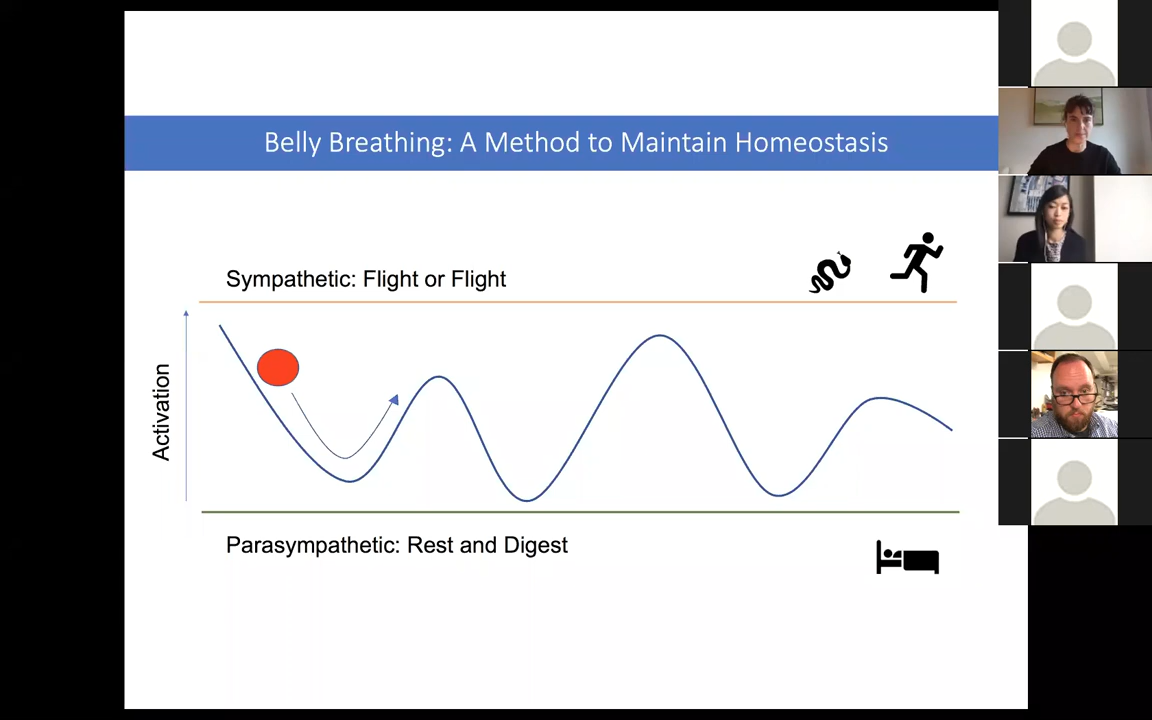 Belly Breathing: A Method to Maintain Homeostasis
Sympathetic: Flight or Flight
Activation
Parasympathetic: Rest and Digest